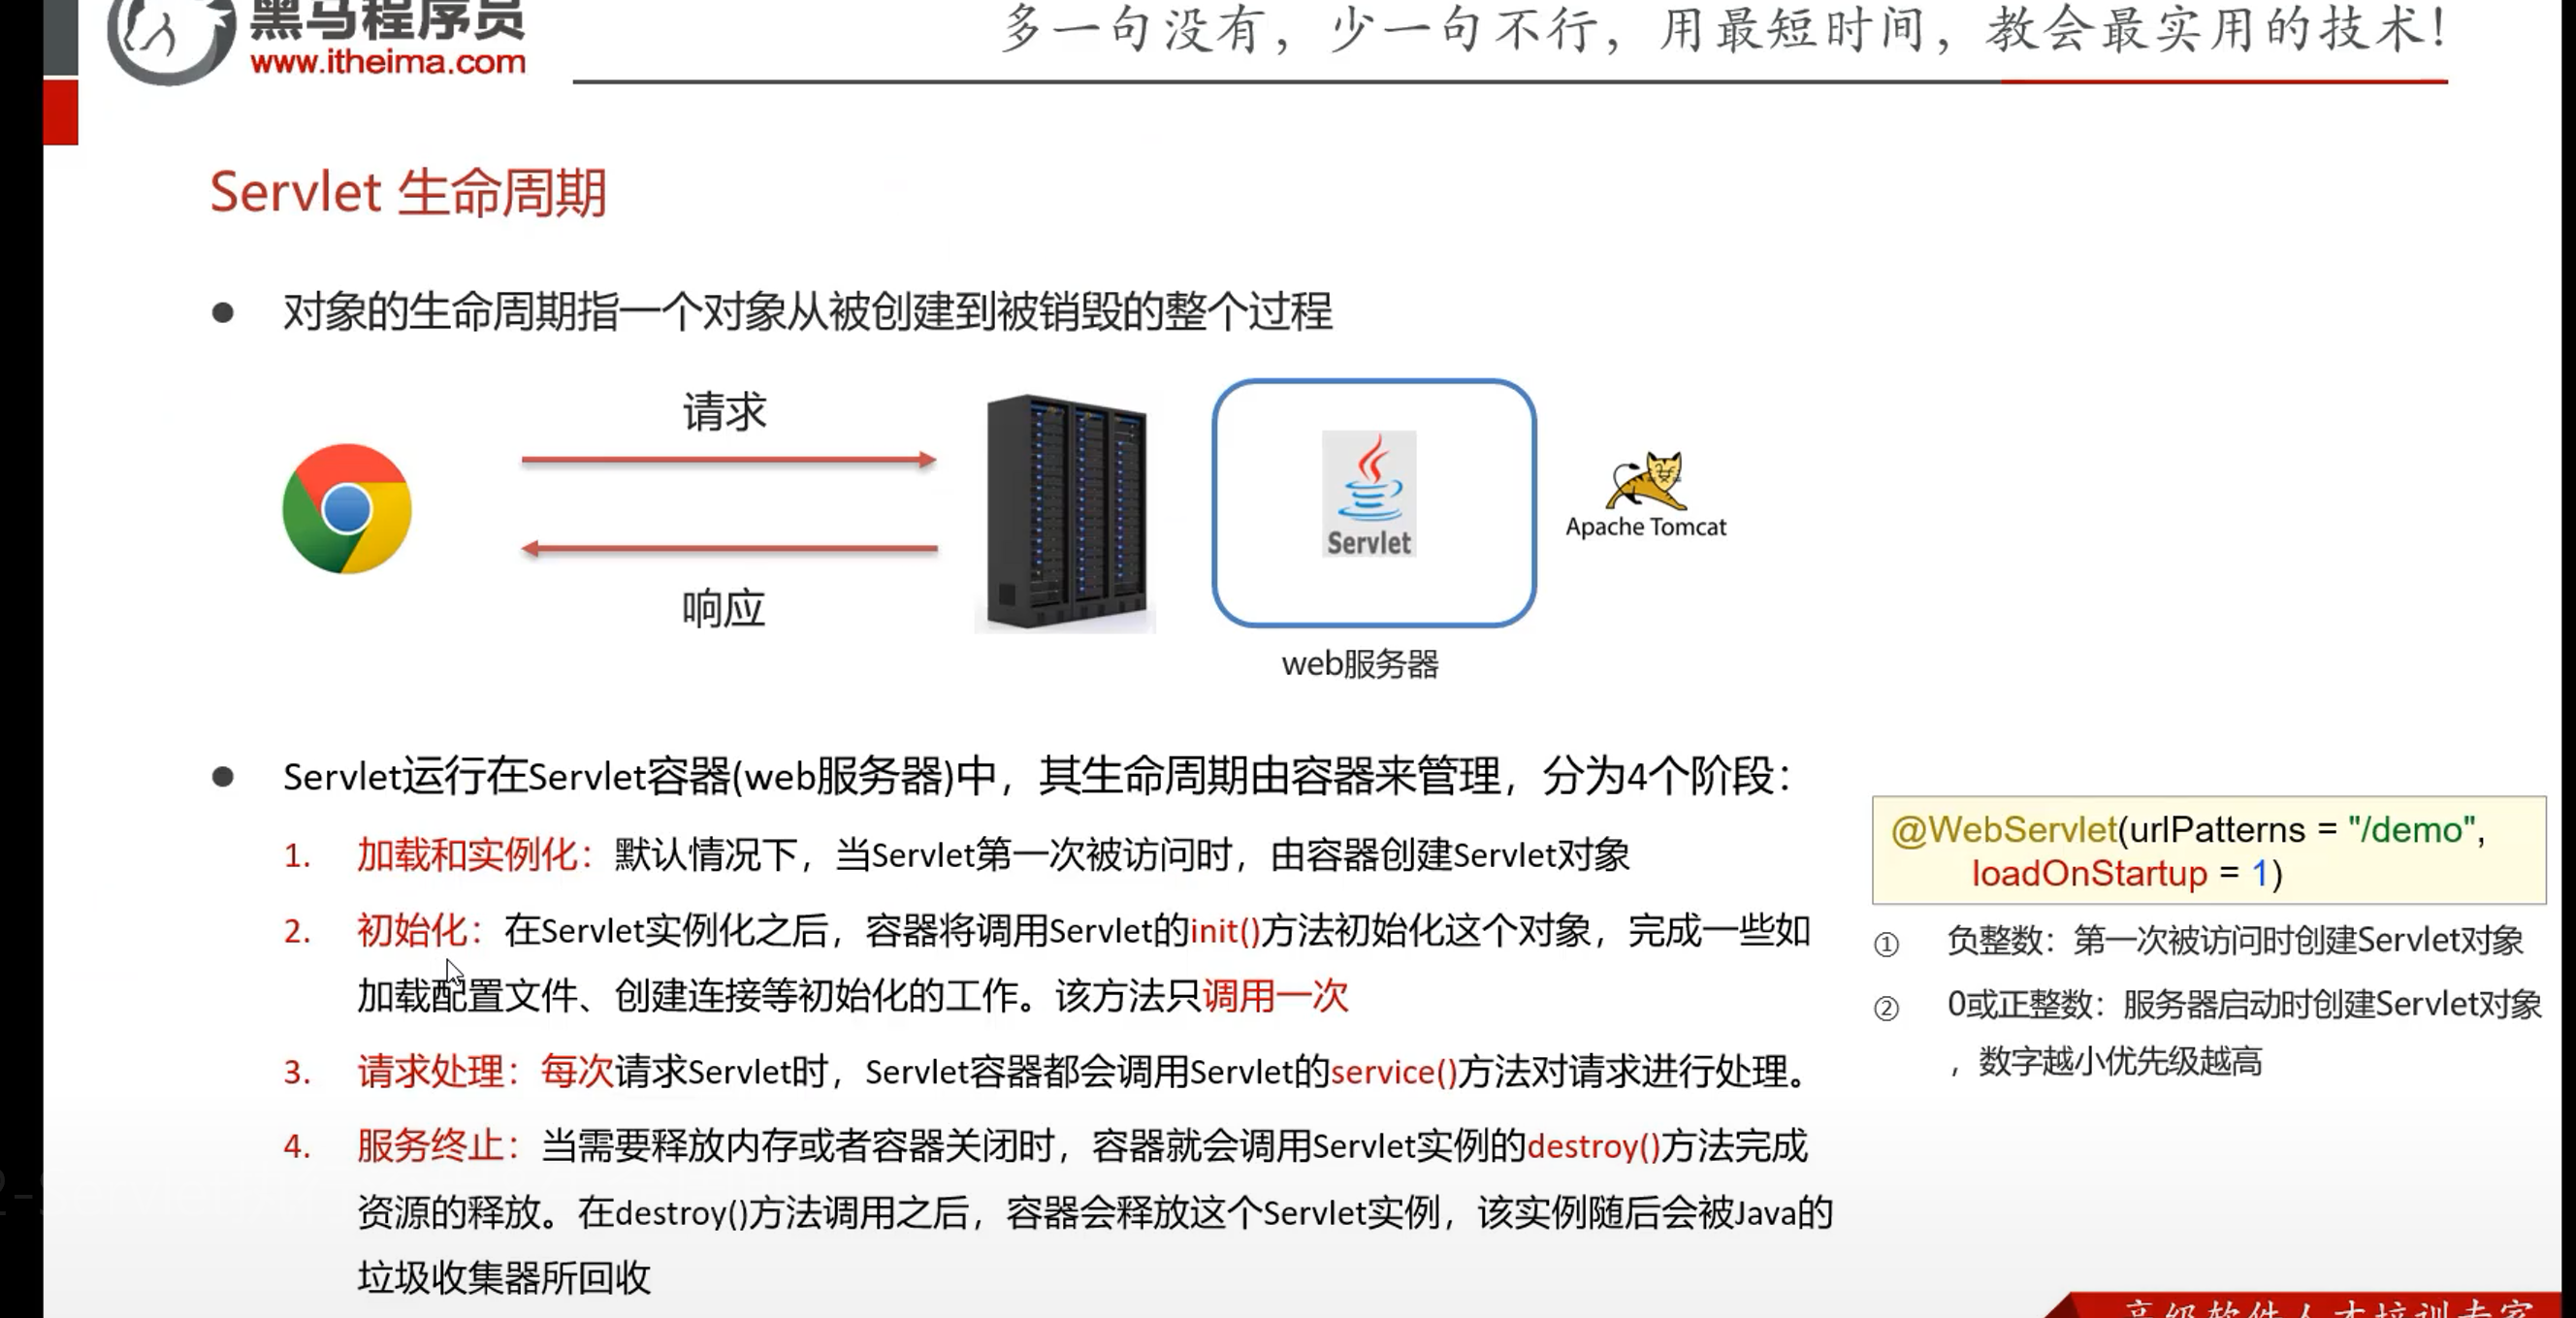 黑马程序员
www.itheima.com
多一句没有，少一句不行，用最短时间，教会最实用的技术！
Servlet 生命周期
● 对象的生命周期指一个对象从被创建到被销毁的整个过程
请求
响应
Servlet
Apache Tomcat
web服务器
● Servlet运行在Servlet容器(web服务器)中，其生命周期由容器来管理，分为4个阶段：
1. 加载和实例化：默认情况下，当Servlet第一次被访问时，由容器创建Servlet对象
2. 初始化：在Servlet实例化之后，容器将调用Servlet的init()方法初始化这个对象，完成一些如
加载配置文件、创建连接等初始化的工作。该方法只调用一次
3. 请求处理：每次请求Servlet时，Servlet容器都会调用Servlet的service()方法对请求进行处理。
4. 服务终止：当需要释放内存或者容器关闭时，容器就会调用Servlet实例的destroy()方法完成
资源的释放。在destroy()方法调用之后，容器会释放这个Servlet实例，该实例随后会被Java的
垃圾收集器所回收
@WebServlet(urlPatterns = "/demo",
loadOnStartup = 1)
① 负整数：第一次被访问时创建Servlet对象
② 0或正整数：服务器启动时创建Servlet对象
，数字越小优先级越高
高级软件人才培训专家